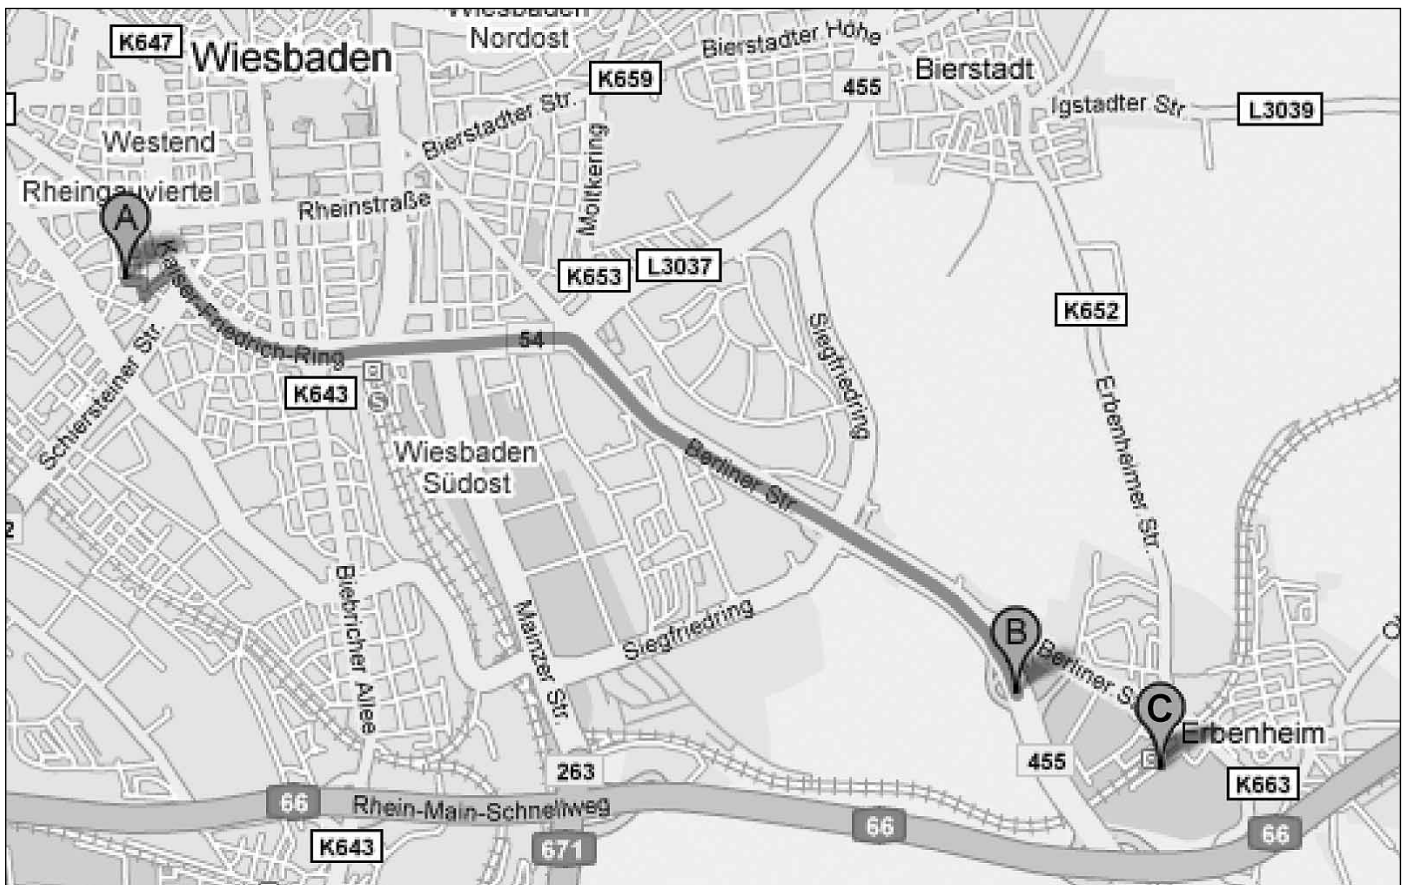 Wiesbaden
Nordost
K647
Wiesbaden
Bierstadter Höhe
K659
455
Bierstadt
Bierstadter Str.
Igstadter Str
L3039
Westend
Moltkering
Rheingauviertel
Rheinstraße
A
K653
L3037
K652
Kaiser-Friedrich-Ring
54
Siegfriedring
Schiersteiner Str.
K643
S
Erbenheimer Str.
Wiesbaden
Südost
Berliner Str
2
Biebricher Allee
Mainzer Str.
Siegfriedring
B
Berliner S
C
Erbenheim
263
455
K663
66
Rhein-Main-Schnellweg
66
66
K643
671